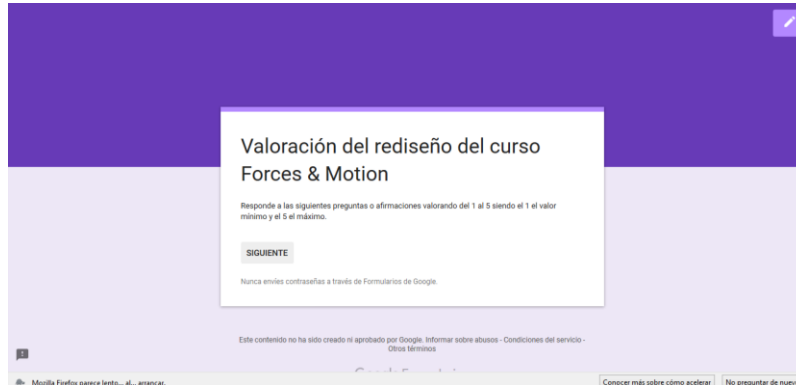 Valoración del rediseño del curso
Forces & Motion
Responde a las siguientes preguntas o afirmaciones valorando del 1 al 5 siendo el 1 el valor
mínimo y el 5 el máximo.
SIGUIENTE
Nunca envíes contraseñas a través de Formularios de Google.
Este contenido no ha sido creado ni aprobado por Google. Informar sobre abusos - Condiciones del servicio -
Otros términos
Mozilla Firefox parece lento... al... arrancar.
Conocer más sobre cómo acelerar
No preguntar de nuevo